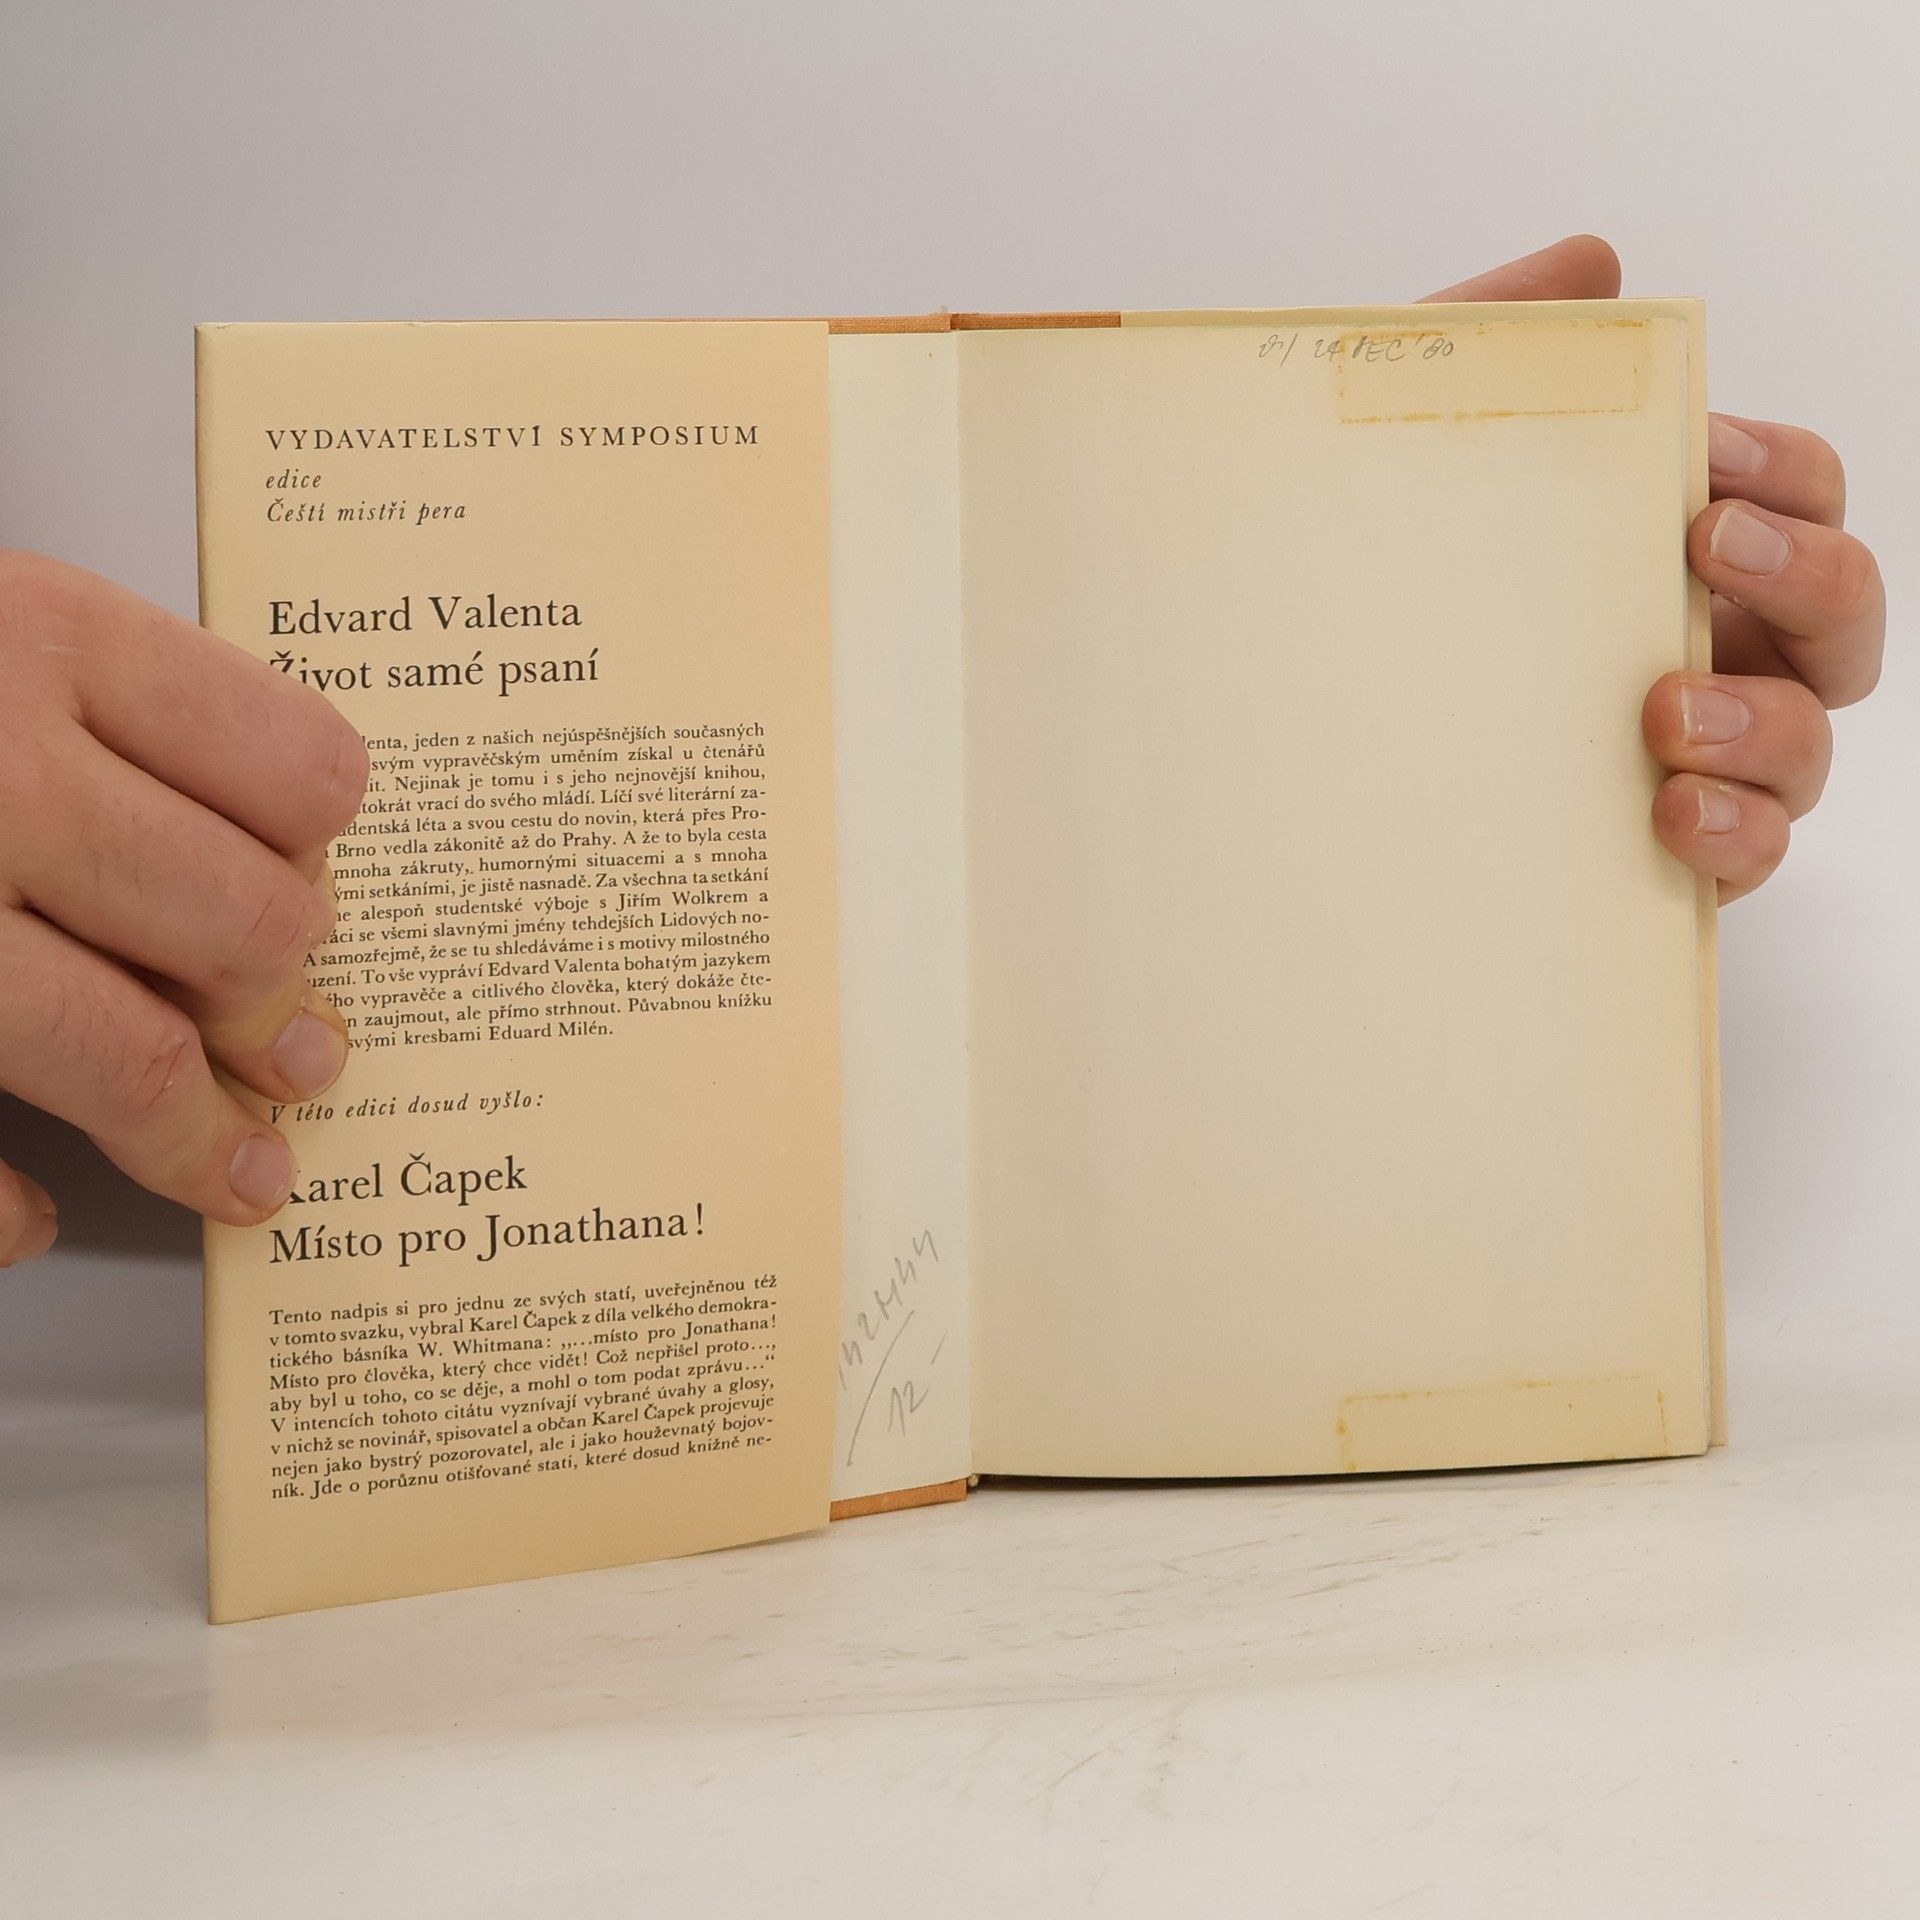 VYDAVATELSTVÍ SYMPOSIUM
edice
Čeští mistři pera
Edvard Valenta
Život samé psaní
jeden z našich nejúspěšnějších současných
svým vypravěčským uměním získal u čtenářů
Nejinak je tomu i s jeho nejnovější knihou,
vrací do svého mládí. Líčí své literární za-
léta a svou cestu do novin, která přes Pro-
Brno vedla zákonitě až do Prahy. A že to byla cesta
mnoha zákruty, humornými situacemi a s mnoha
setkáními, je jistě nasnadě. Za všechna ta setkání
alespoň studentské výboje s Jiřím Wolkrem a
se všemi slavnými jmény tehdejších Lidových no-
A samozřejmě, že se tu shledáváme i s motivy milostného
To vše vypráví Edvard Valenta bohatým jazykem
vypravěče a citlivého člověka, který dokáže čte-
zaujmout, ale přímo strhnout. Půvabnou knížku
svými kresbami Eduard Milén.
V této edici dosud vyšlo:
Karel Čapek
Místo pro Jonathana!
Tento nadpis si pro jednu ze svých statí, uveřejněnou též
v tomto svazku, vybral Karel Čapek z díla velkého demokra-
tického básníka W. Whitmana: „...místo pro Jonathana!
Místo pro člověka, který chce vidět! Což nepřišel proto...,
aby byl u toho, co se děje, a mohl o tom podat zprávu...“
V intencích tohoto citátu vyznívají vybrané úvahy a glosy,
v nichž se novinář, spisovatel a občan Karel Čapek projevuje
nejen jako bystrý pozorovatel, ale i jako houževnatý bojov-
ník. Jde o porůznu otišťované stati, které dosud knižně ne-
12
DEC '80